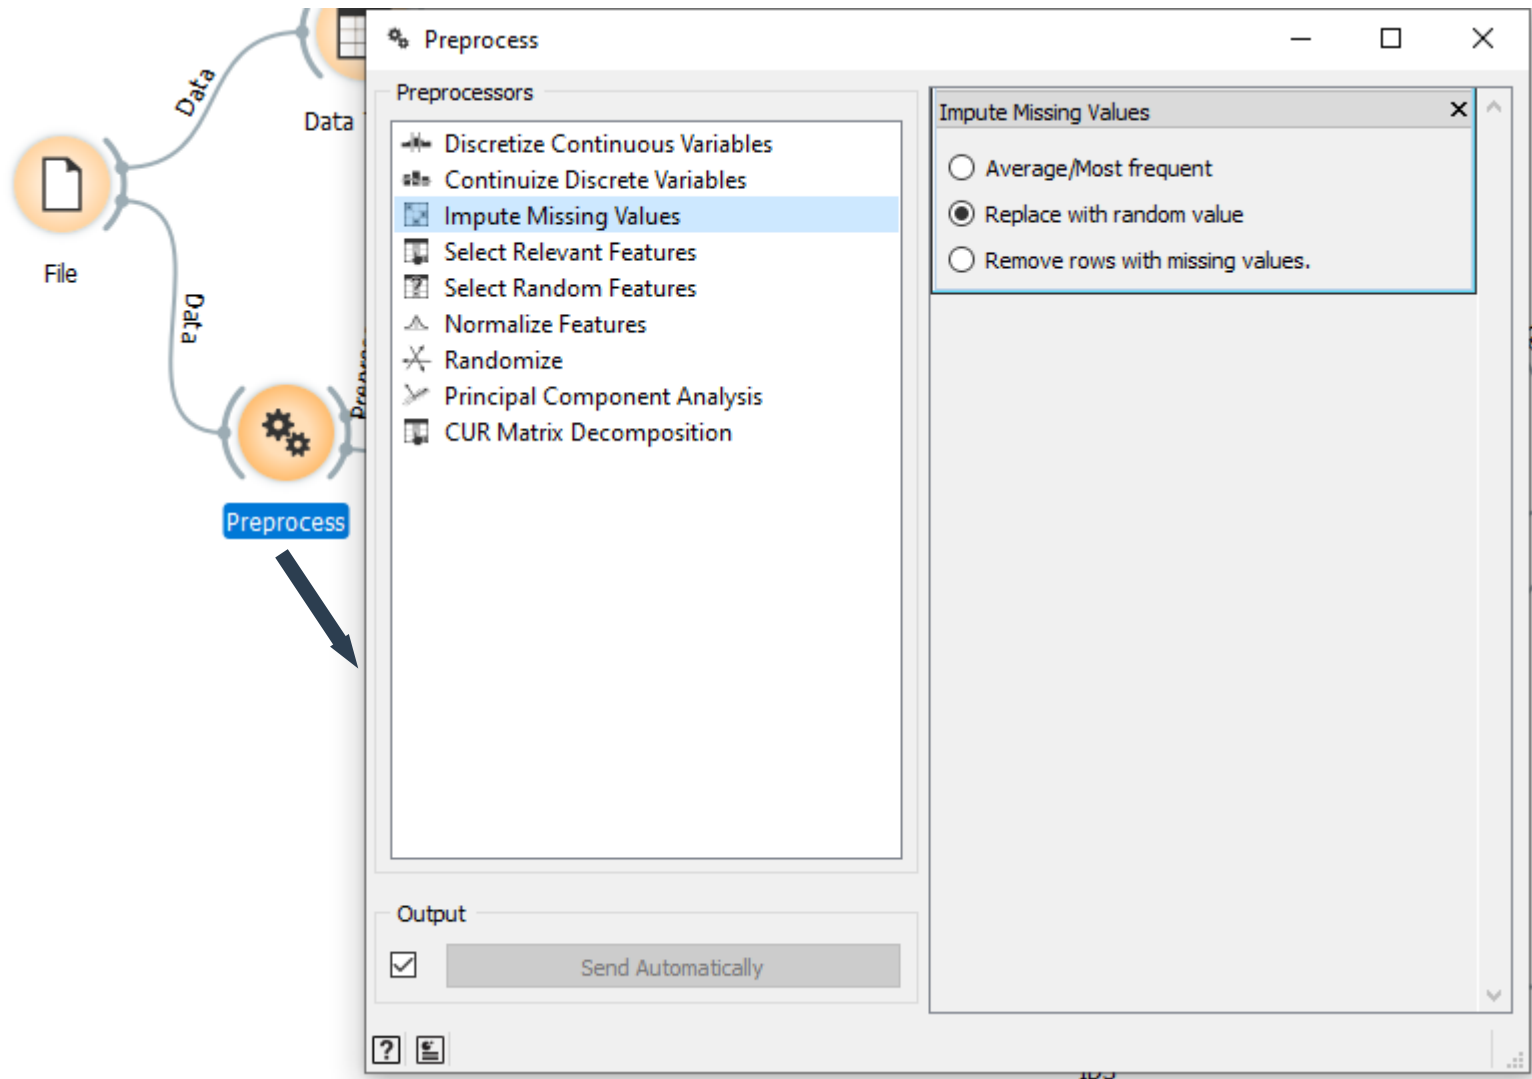 Preprocess
Data
Data
File
Data
Preprocess
Preprocessors
Discretize Continuous Variables
Continuize Discrete Variables
Impute Missing Values
Select Relevant Features
Select Random Features
Normalize Features
Randomize
Principal Component Analysis
CUR Matrix Decomposition
Output
Send Automatically
Impute Missing Values
Average/Most frequent
Replace with random value
Remove rows with missing values.